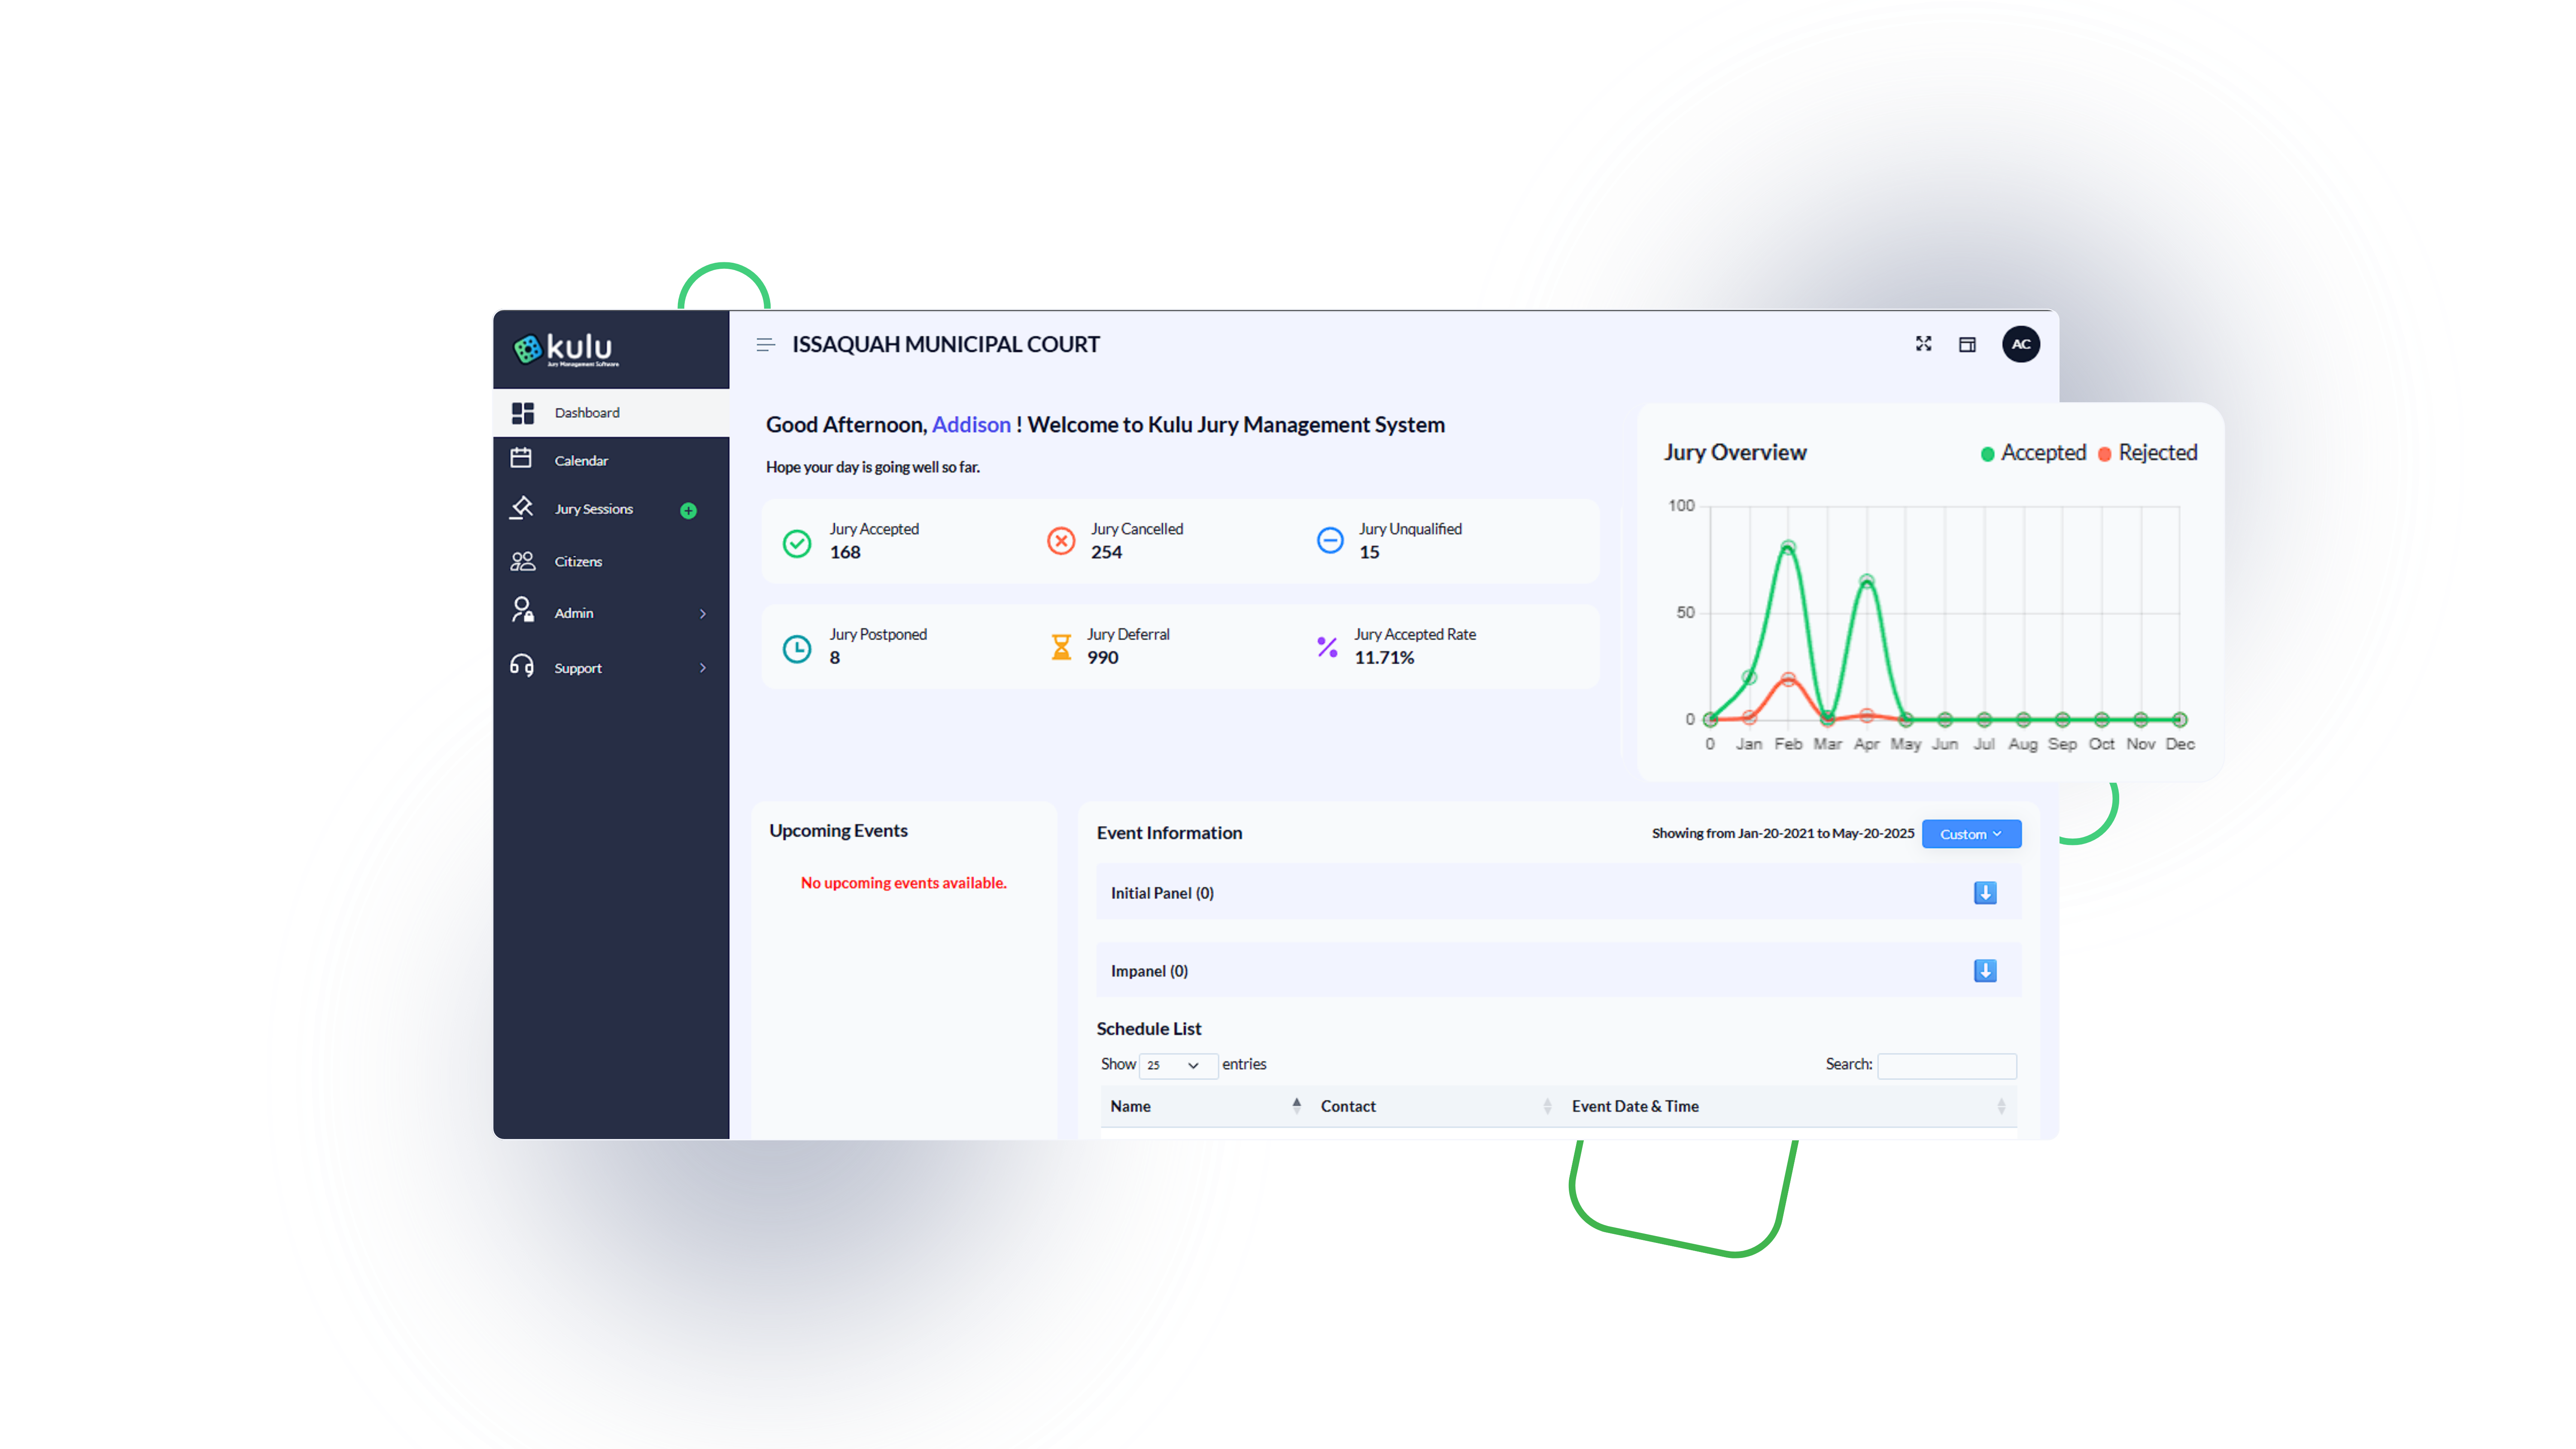 kulu
Jury Management Software
ISSAQUAH MUNICIPAL COURT
AC
Dashboard
Calendar
Jury Sessions
Citizens
Admin
Support
Good Afternoon, Addison ! Welcome to Kulu Jury Management System
Hope your day is going well so far.
Jury Accepted
168
Jury Cancelled
254
Jury Unqualified
15
Jury Postponed
8
Jury Deferral
990
Jury Accepted Rate
11.71%
Jury Overview
Accepted Rejected
100
50
0
0 Jan Feb Mar Apr May Jun Jul Aug Sep Oct Nov Dec
Upcoming Events
No upcoming events available.
Event Information
Showing from Jan-20-2021 to May-20-2025 Custom
Initial Panel (0)
Impanel (0)
Schedule List
Show 25 entries
Search:
Name Contact Event Date & Time